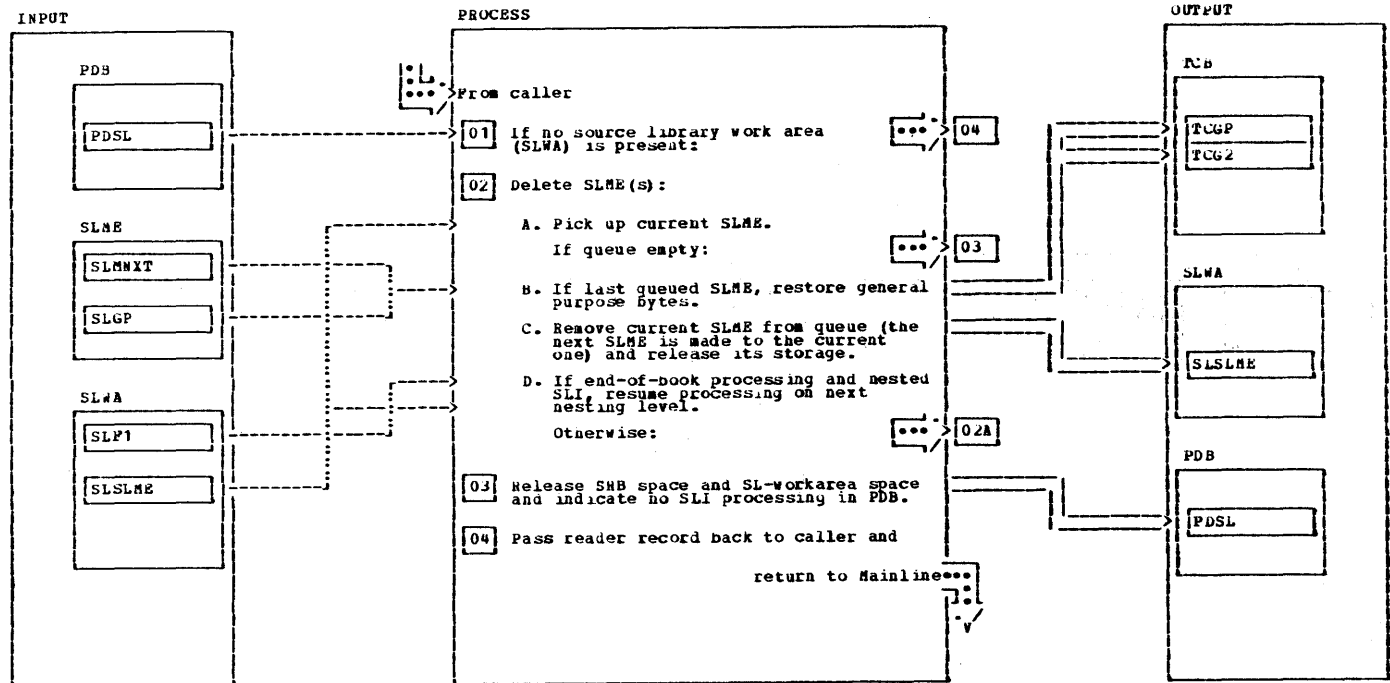 INPUT
PROCESS
OUTPUT
PDB
PDSL
SLME
SLMNXT
SLGP
SLWA
SLF1
SLSLME
From caller
01 If no source library work area
(SLWA) is present:
04
02 Delete SLME(s):
A. Pick up current SLME.
If queue empty:
03
B. If last queued SLME, restore general
purpose bytes.
C. Remove current SLME from queue (the
next SLME is made to the current
one) and release its storage.
D. If end-of-book processing and nested
SLI, resume processing on next
nesting level.
Otherwise:
02A
03 Release SMB space and SL-workarea space
and indicate no SLI processing in PDB.
04 Pass reader record back to caller and
return to Mainline
TCB
TCGP
TCG2
SLWA
SLSLME
PDB
PDSL